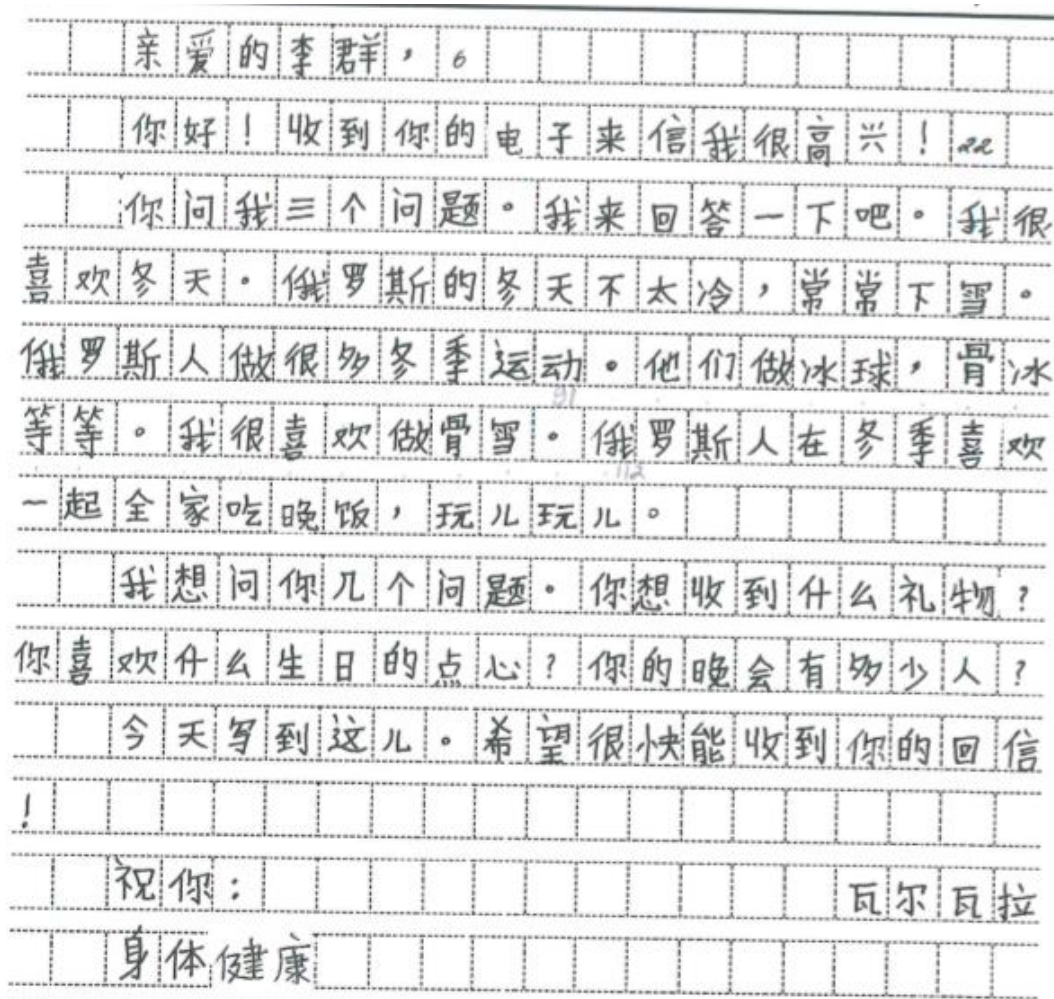 亲爱的李群，6
你好！收到你的电子来信我很高兴！22
你问我三个问题。我来回答一下吧。我很
喜欢冬天。俄罗斯的冬天不太冷，常常下雪。
俄罗斯人做很多冬季运动。他们做冰球，骨冰
97
等等。我很喜欢做骨雪。俄罗斯人在冬季喜欢
112
一起全家吃晚饭，玩儿玩儿。
我想问你几个问题。你想收到什么礼物？
你喜欢什么生日的点心？你的晚会有多少人？
今天写到这儿。希望很快能收到你的回信
！
祝你： 瓦尔瓦拉
身体健康